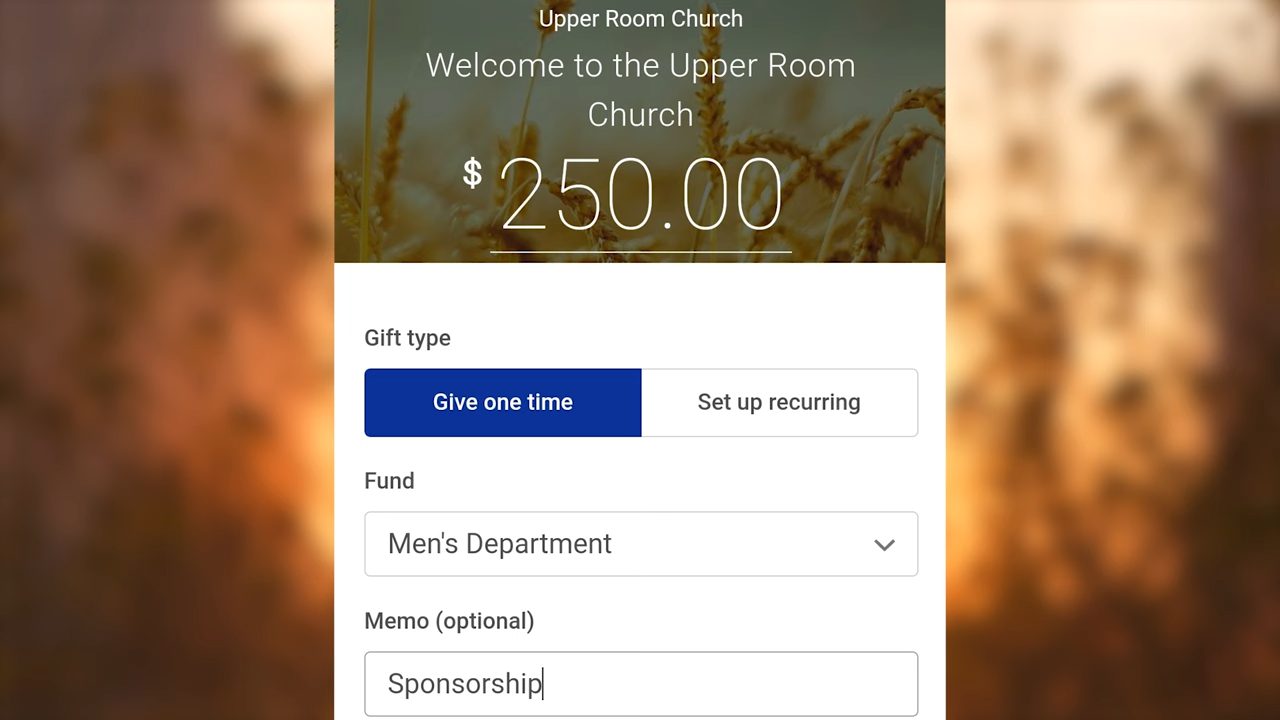 Upper Room Church
Welcome to the Upper Room
Church
$ 250.00
Gift type
Give one time
Set up recurring
Fund
Men's Department
Memo (optional)
Sponsorship